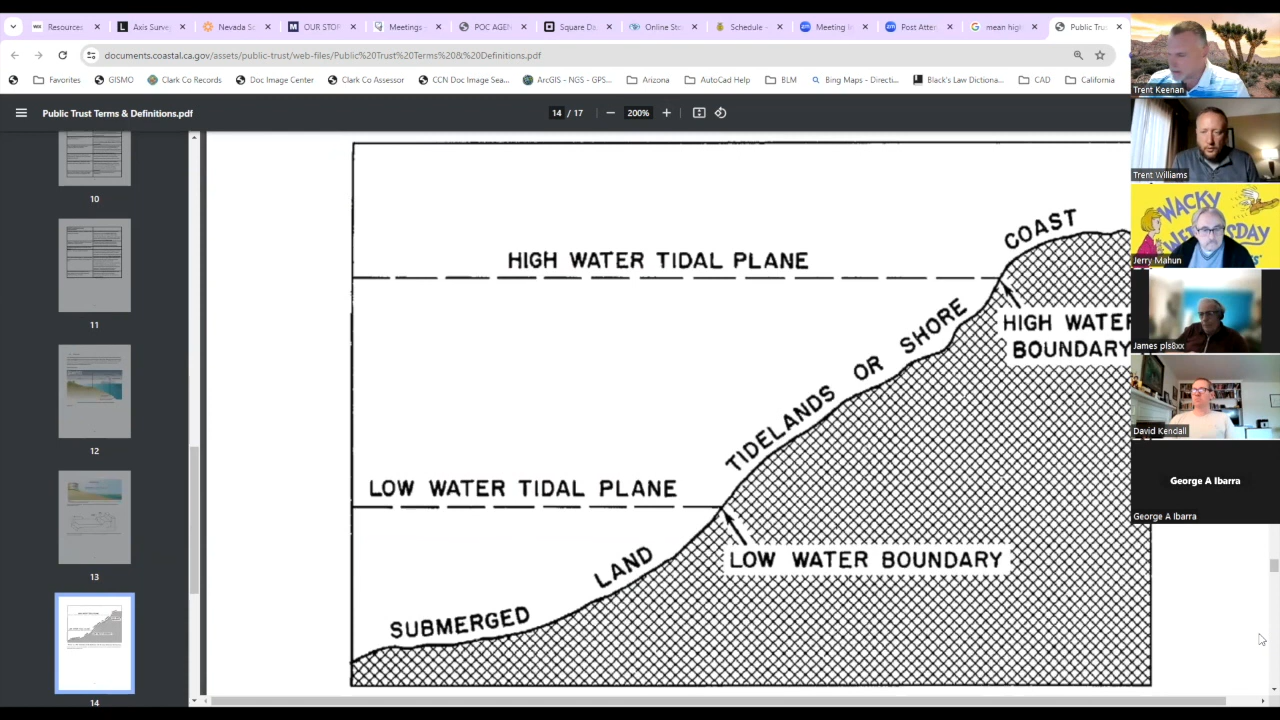 Resources
Axis Surve
Nevada S
OUR STOR
Meetings -
POC AGEN
Square Da
Online Sto
Schedule -
Meeting I
Post Atten
mean high
Public Trus
documents.coastal.ca.gov/assets/public-trust/web-files/Public%20Trust%20Terms%20&%20Definitions.pdf
Favorites
GISMO
Clark Co Records
Doc Image Center
Clark Co Assessor
CCN Doc Image Sea...
ArcGIS - NGS - GPS...
Arizona
AutoCad Help
BLM
Bing Maps - Directi...
Black's Law Dictiona...
CAD
California
Public Trust Terms & Definitions.pdf
14 / 17
200%
10
11
12
13
14
HIGH WATER TIDAL PLANE
COAST
HIGH WATER
BOUNDARY
TIDELANDS OR SHORE
LOW WATER TIDAL PLANE
LOW WATER BOUNDARY
SUBMERGED LAND
Trent Keenan
Trent Williams
WACKY
Jerry Mahun
James pls8xx
David Kendall
George A Ibarra
George A Ibarra